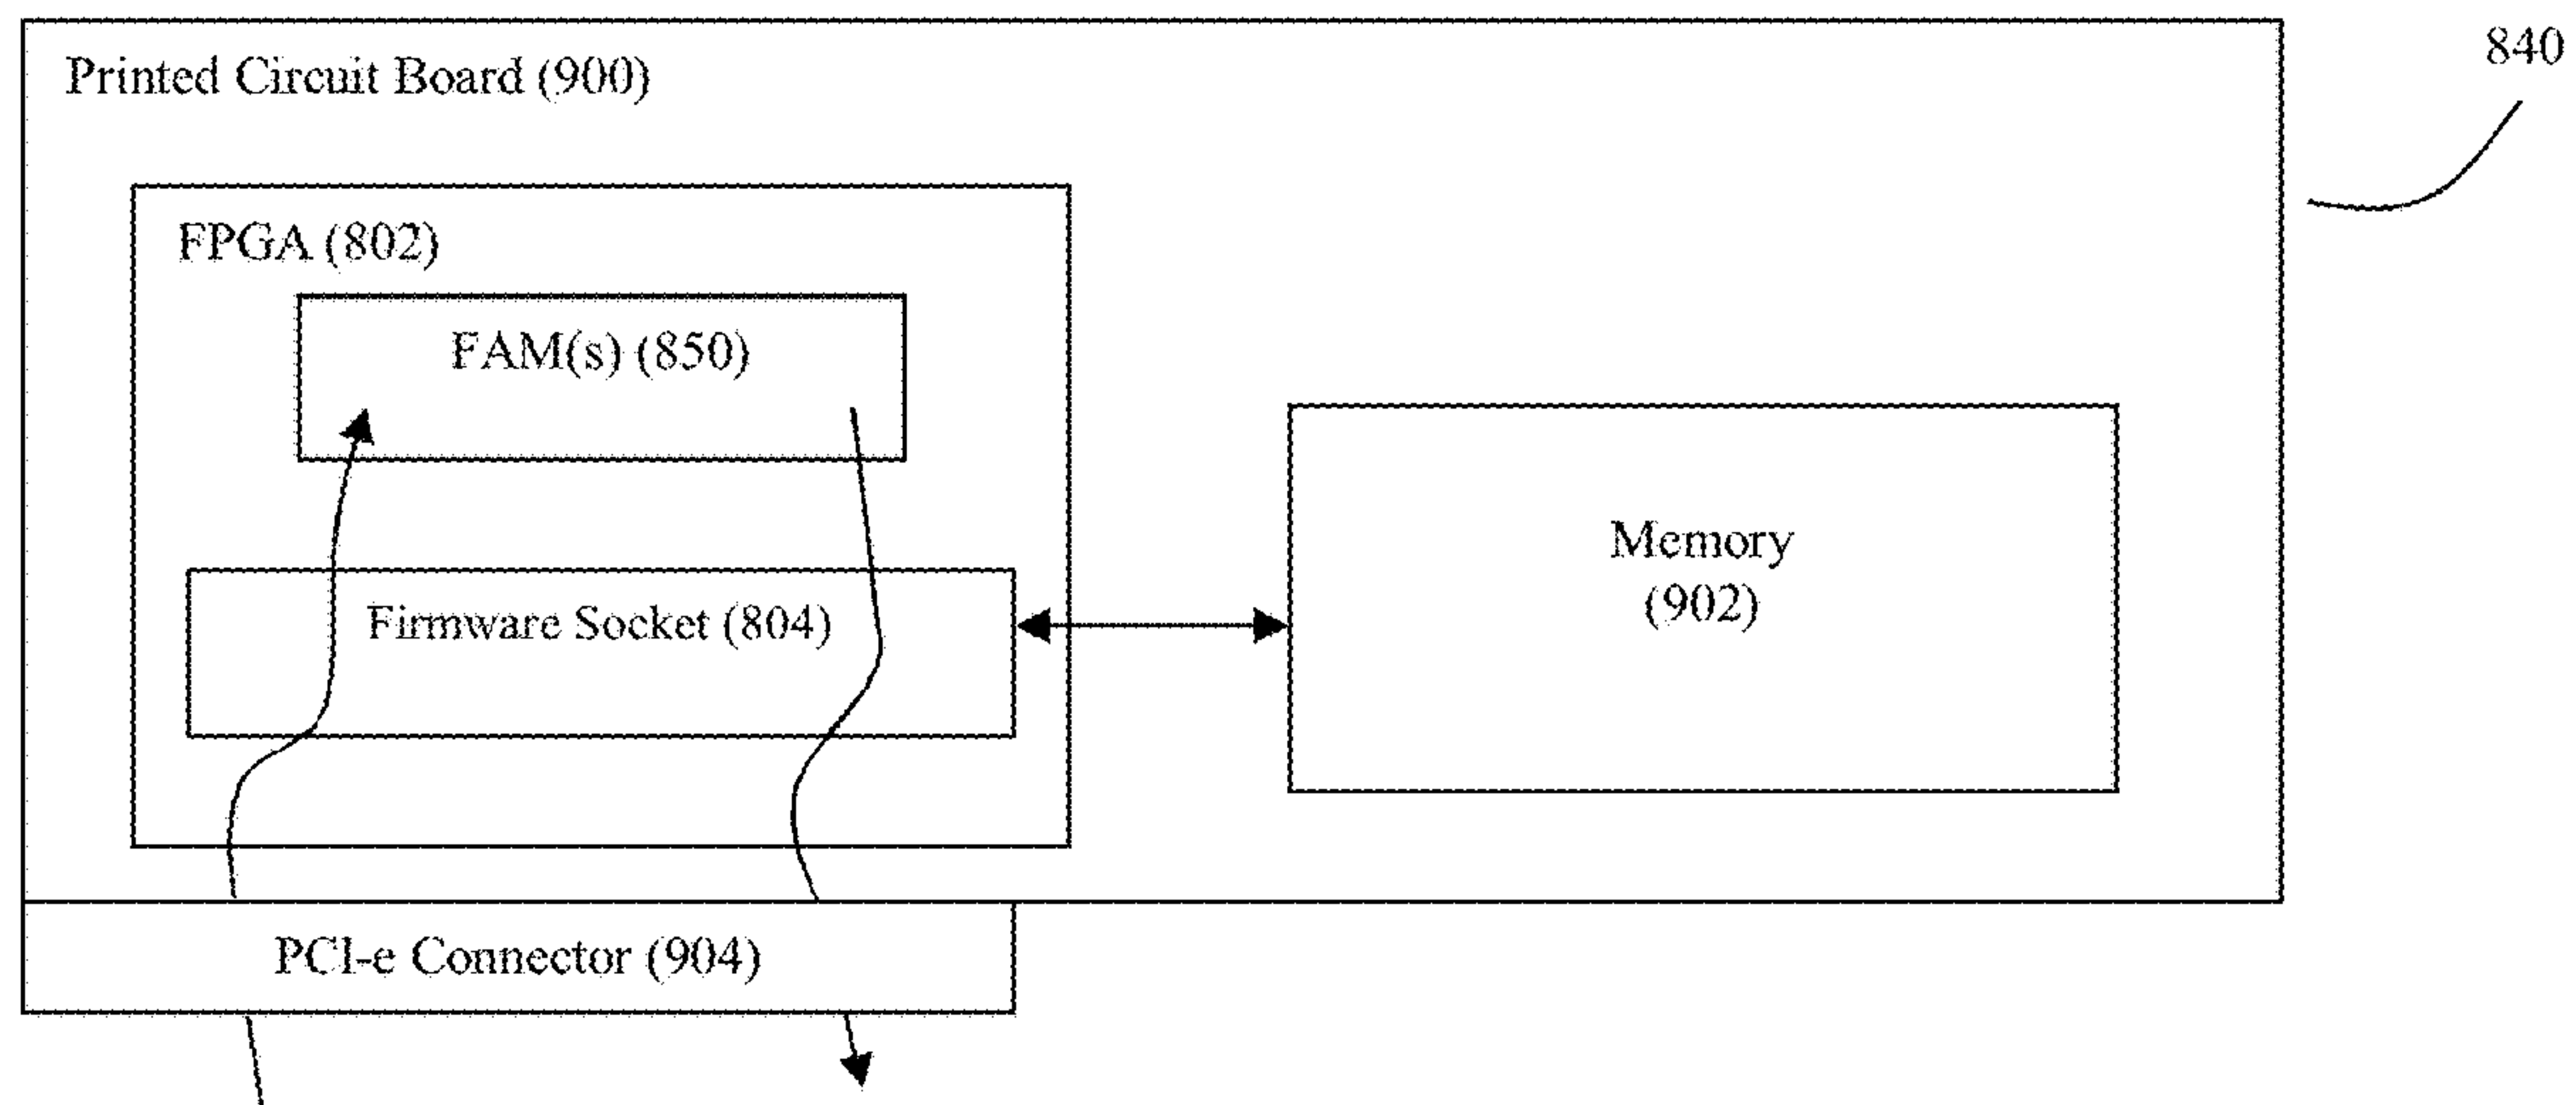 840
Printed Circuit Board (900)
FPGA (802)
FAM(s) (850)
Memory
(902)
Firmware Socket (804)
PCI-e Connector (904)